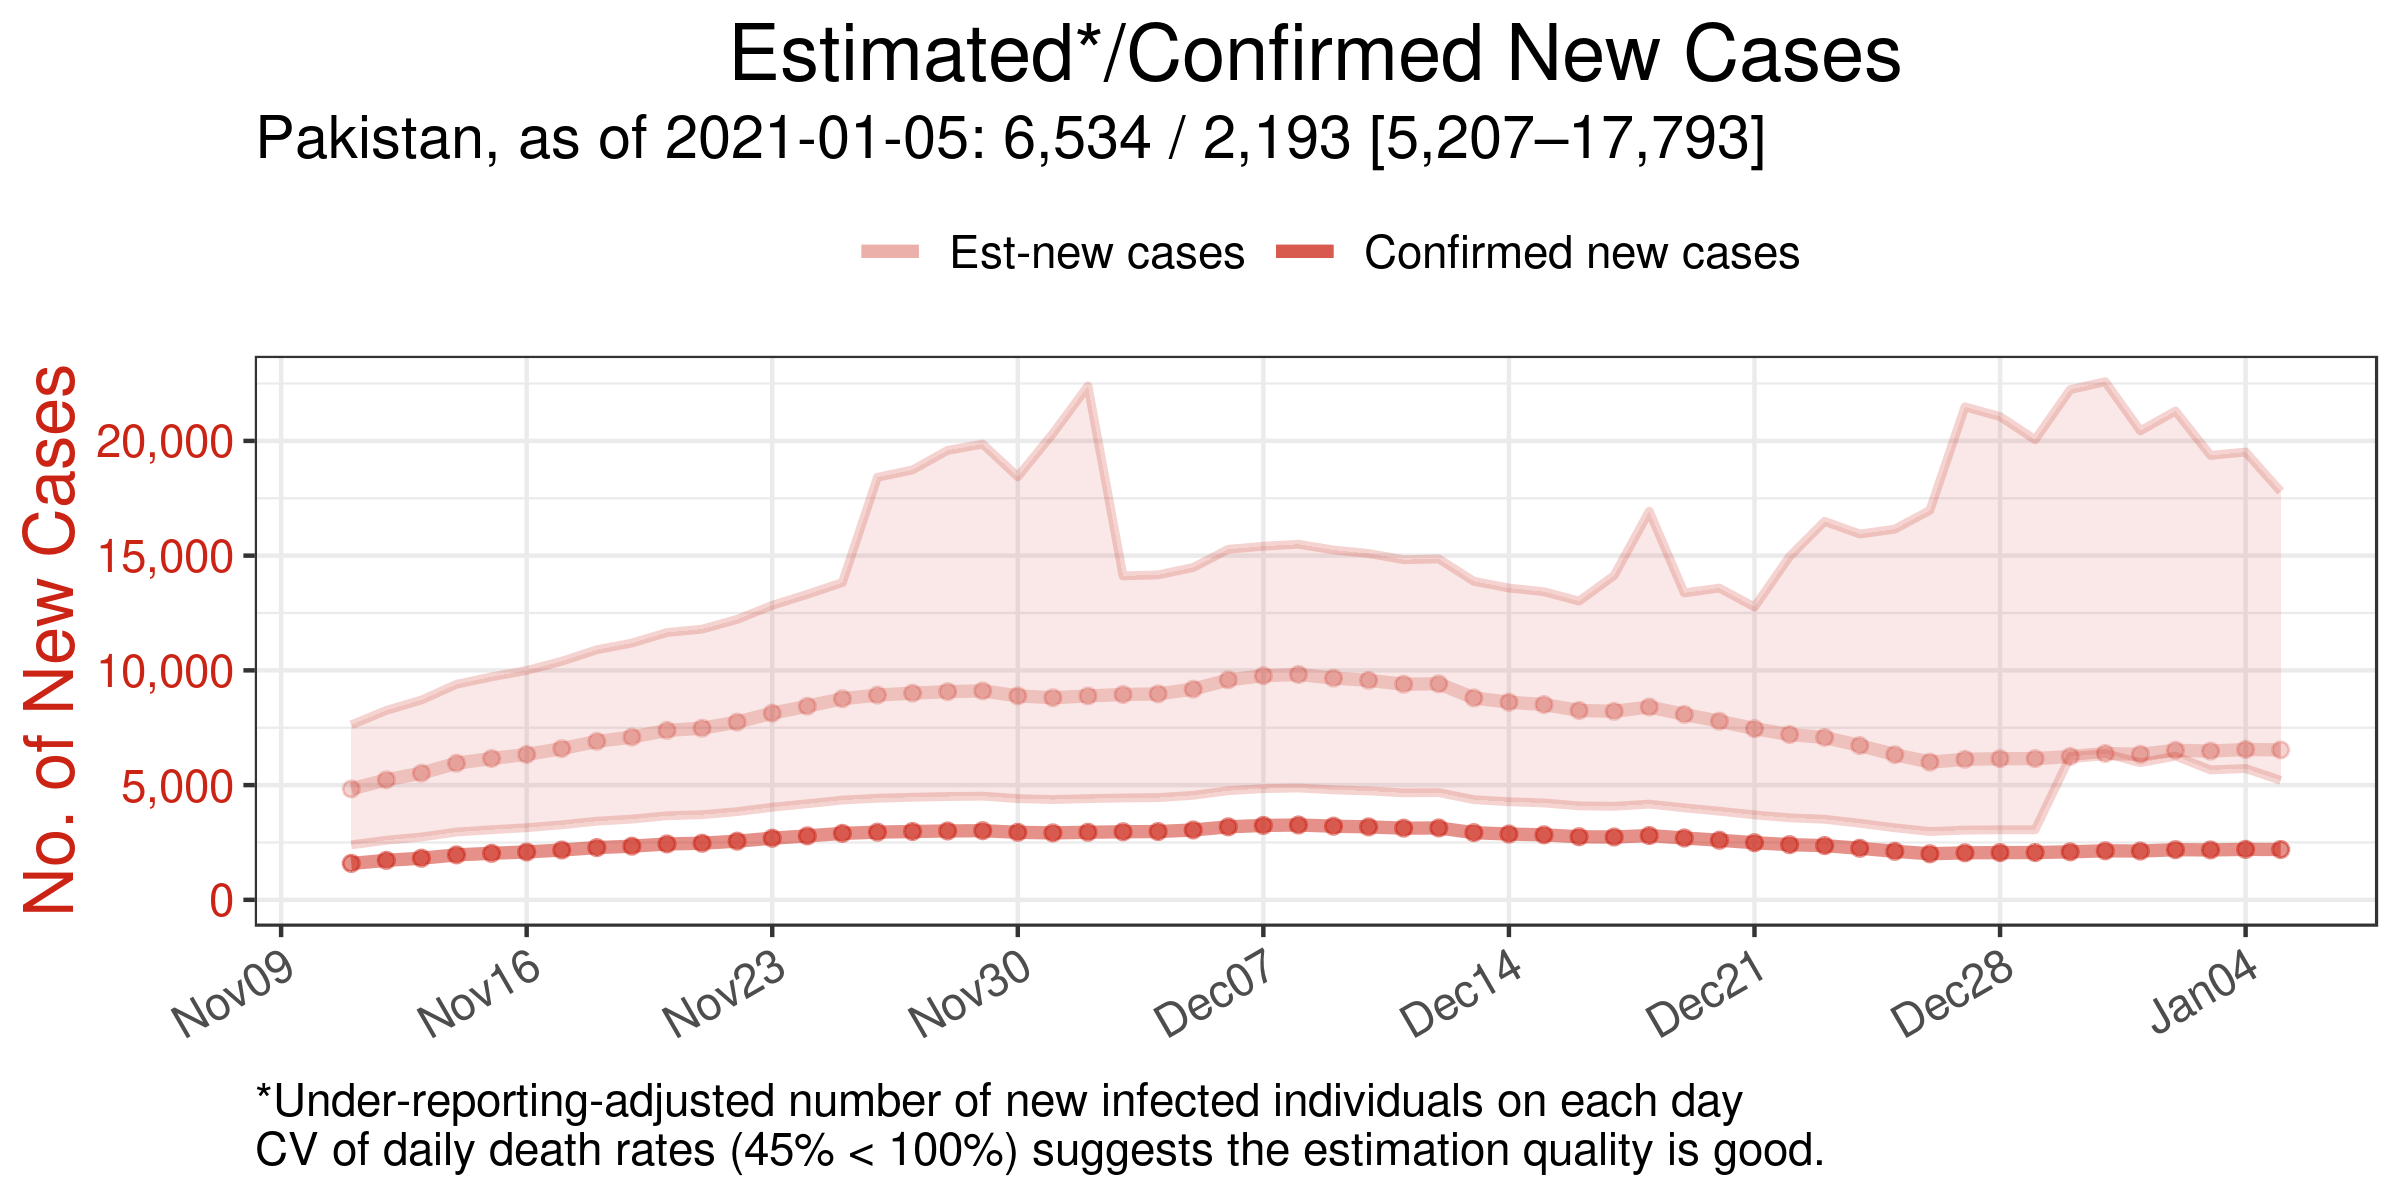 Estimated*/Confirmed New Cases
Pakistan, as of 2021-01-05: 6,534 / 2,193 [5,207–17,793]
Est-new cases
Confirmed new cases
No. of New Cases
20,000
15,000
10,000
5,000
0
Nov09
Nov16
Nov23
Nov30
Dec07
Dec14
Dec21
Dec28
Jan04
*Under-reporting-adjusted number of new infected individuals on each day
CV of daily death rates (45% < 100%) suggests the estimation quality is good.